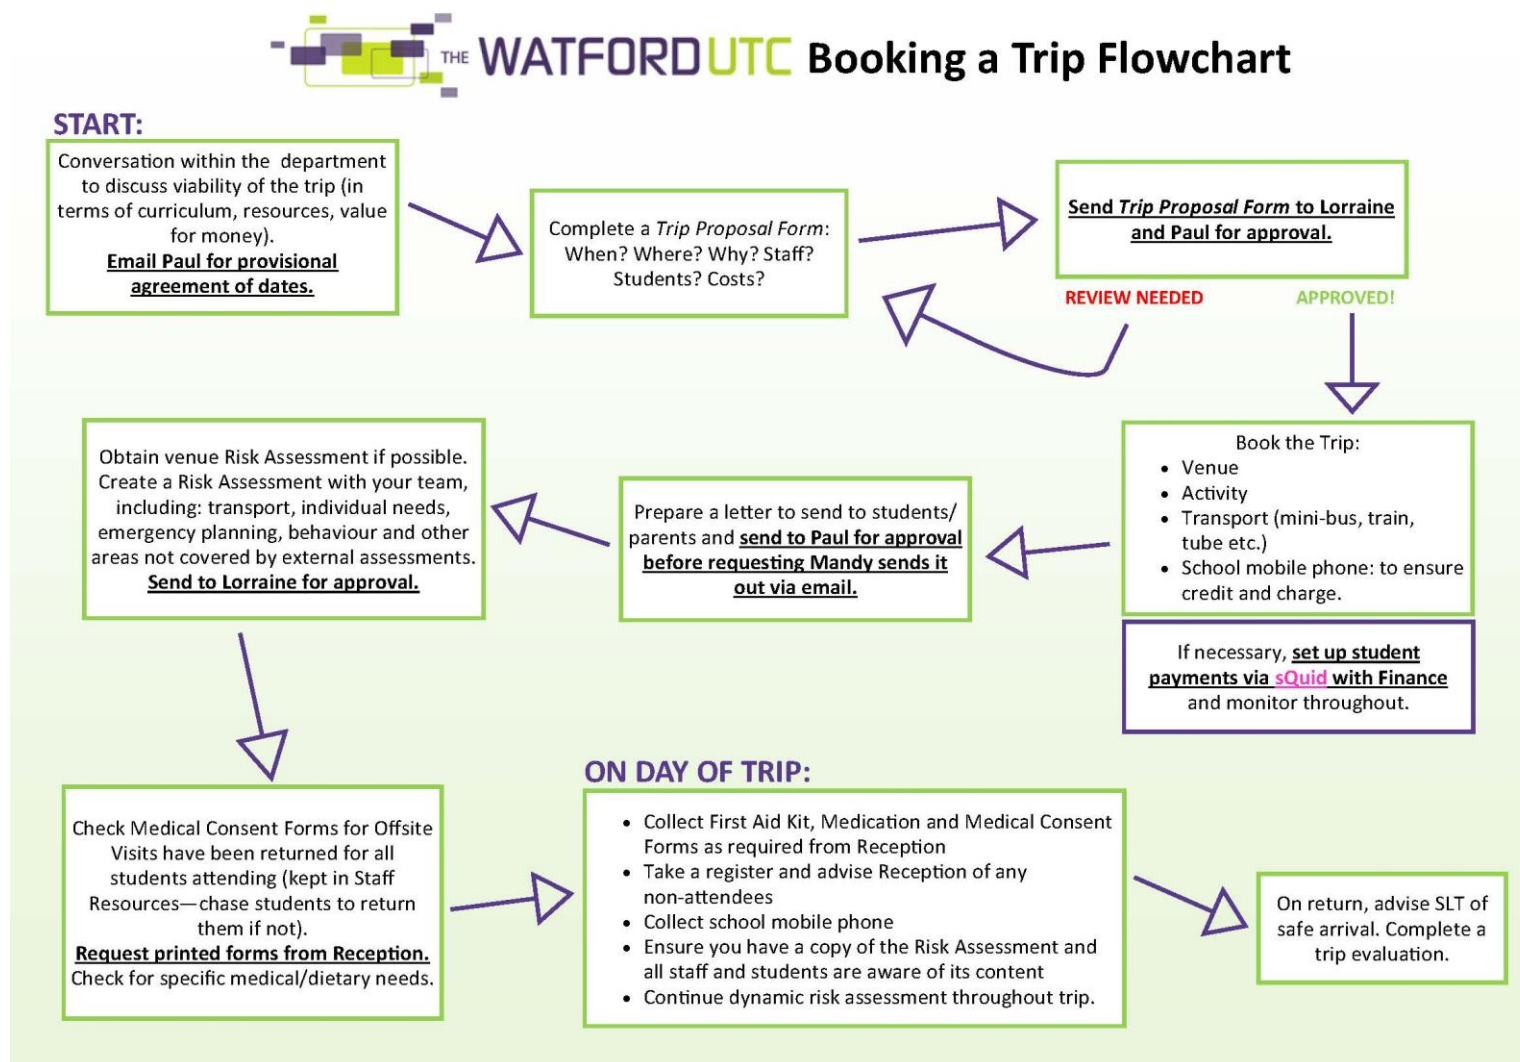 THE WATFORD UTC Booking a Trip Flowchart
START:
Conversation within the department
to discuss viability of the trip (in
terms of curriculum, resources, value
for money).
Email Paul for provisional
agreement of dates.
Complete a Trip Proposal Form:
When? Where? Why? Staff?
Students? Costs?
Send Trip Proposal Form to Lorraine
and Paul for approval.
REVIEW NEEDED
APPROVED!
Book the Trip:
• Venue
• Activity
• Transport (mini-bus, train,
tube etc.)
• School mobile phone: to ensure
credit and charge.
If necessary, set up student
payments via sQuid with Finance
and monitor throughout.
Prepare a letter to send to students/
parents and send to Paul for approval
before requesting Mandy sends it
out via email.
Obtain venue Risk Assessment if possible.
Create a Risk Assessment with your team,
including: transport, individual needs,
emergency planning, behaviour and other
areas not covered by external assessments.
Send to Lorraine for approval.
Check Medical Consent Forms for Offsite
Visits have been returned for all
students attending (kept in Staff
Resources—chase students to return
them if not).
Request printed forms from Reception.
Check for specific medical/dietary needs.
ON DAY OF TRIP:
• Collect First Aid Kit, Medication and Medical Consent
Forms as required from Reception
• Take a register and advise Reception of any
non-attendees
• Collect school mobile phone
• Ensure you have a copy of the Risk Assessment and
all staff and students are aware of its content
• Continue dynamic risk assessment throughout trip.
On return, advise SLT of
safe arrival. Complete a
trip evaluation.